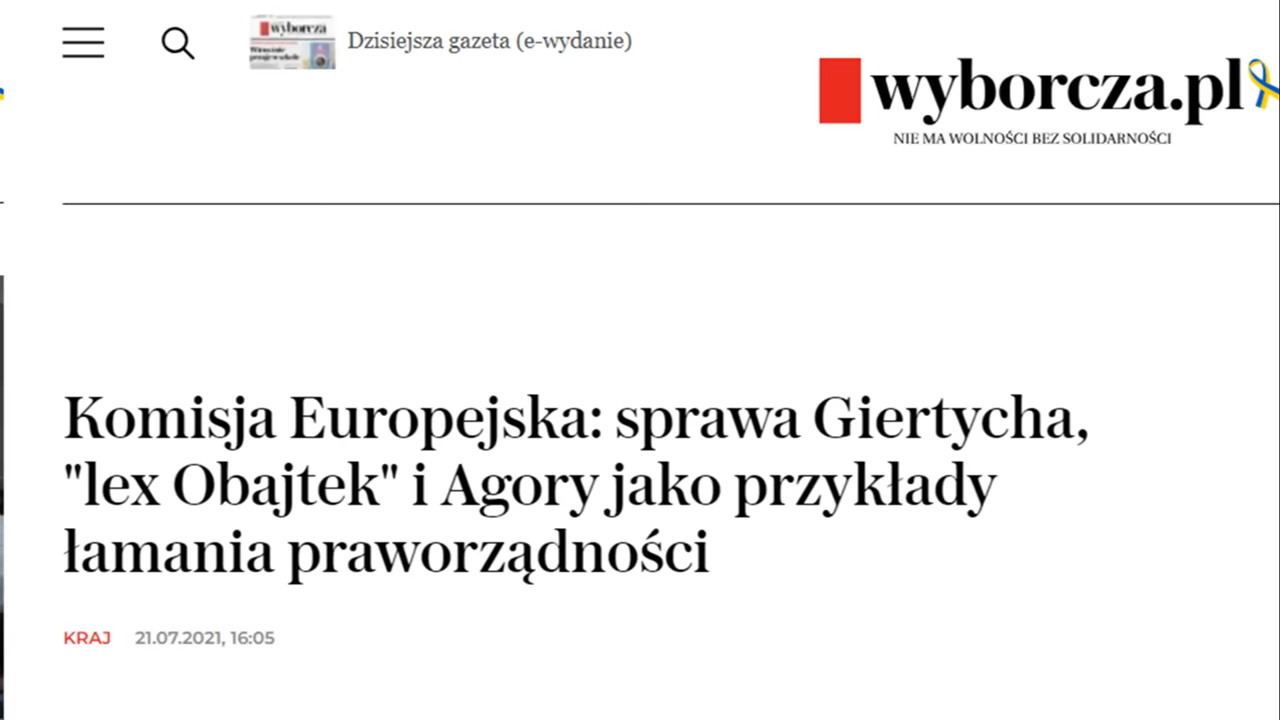 wyborcza
Dzisiejsza gazeta (e-wydanie)
wyborcza.pl
NIE MA WOLNOŚCI BEZ SOLIDARNOŚCI
Komisja Europejska: sprawa Giertycha,
"lex Obajtek" i Agory jako przykłady
łamania praworządności
KRAJ 21.07.2021, 16:05